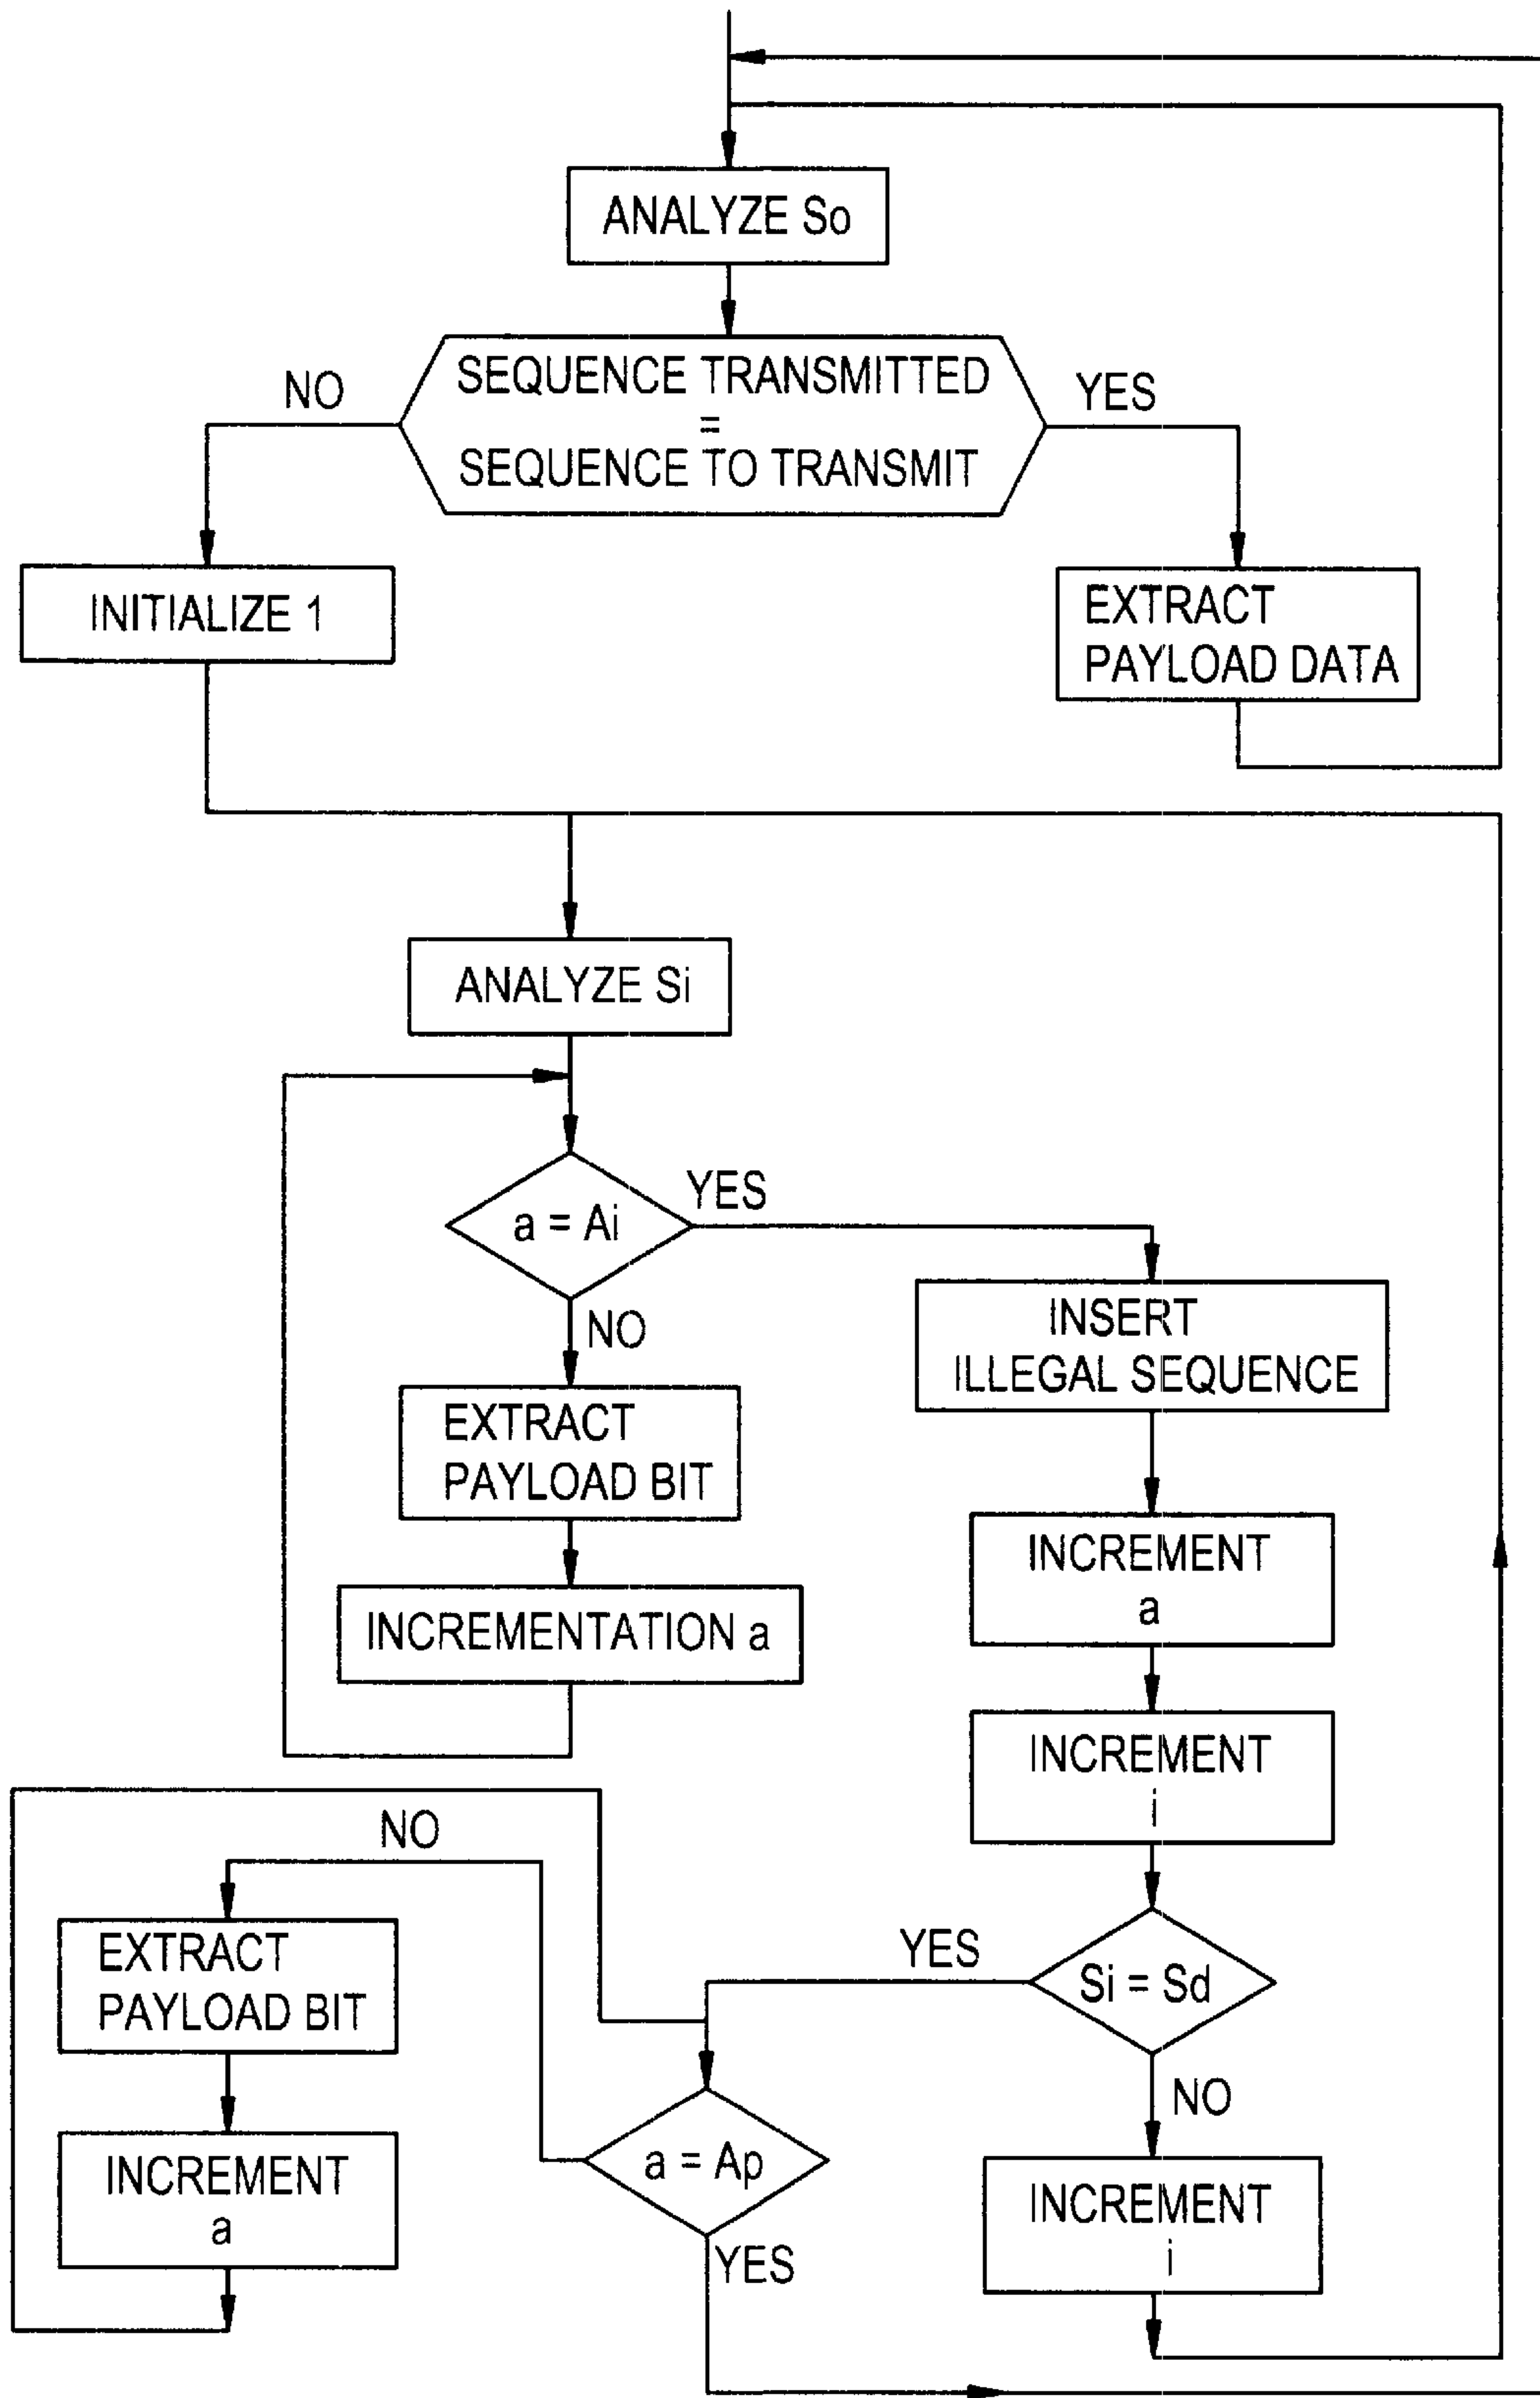 ANALYZE So
NO
SEQUENCE TRANSMITTED
=
SEQUENCE TO TRANSMIT
YES
INITIALIZE 1
EXTRACT
PAYLOAD DATA
ANALYZE Si
a = Ai
YES
NO
INSERT
ILLEGAL SEQUENCE
EXTRACT
PAYLOAD BIT
INCREMENT
a
INCREMENTATION a
INCREMENT
i
NO
EXTRACT
PAYLOAD BIT
YES
Si = Sd
NO
INCREMENT
a
a = Ap
YES
INCREMENT
i